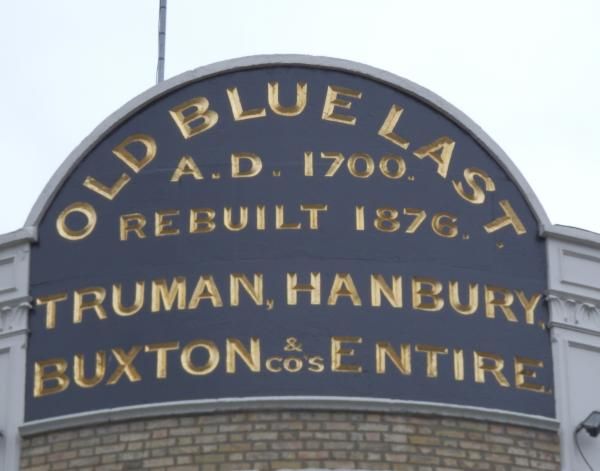 OLD BLUE LAST.
A.D. 1700.
REBUILT 1876.
TRUMAN, HANBURY,
BUXTON & CO'S ENTIRE.